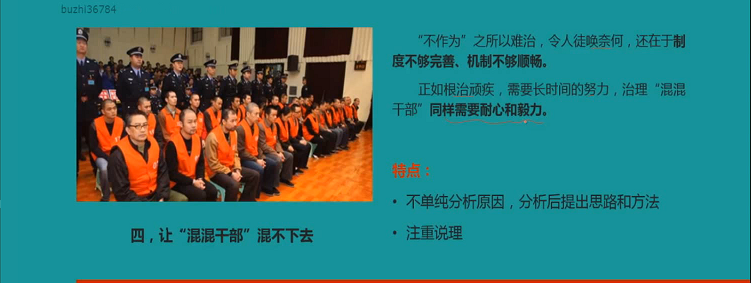 buzhi36784
“不作为”之所以难治，令人徒唤奈何，还在于制
度不够完善、机制不够顺畅。
正如根治顽疾，需要长时间的努力，治理“混混
干部”同样需要耐心和毅力。
特点：
• 不单纯分析原因，分析后提出思路和方法
• 注重说理
四，让“混混干部”混不下去